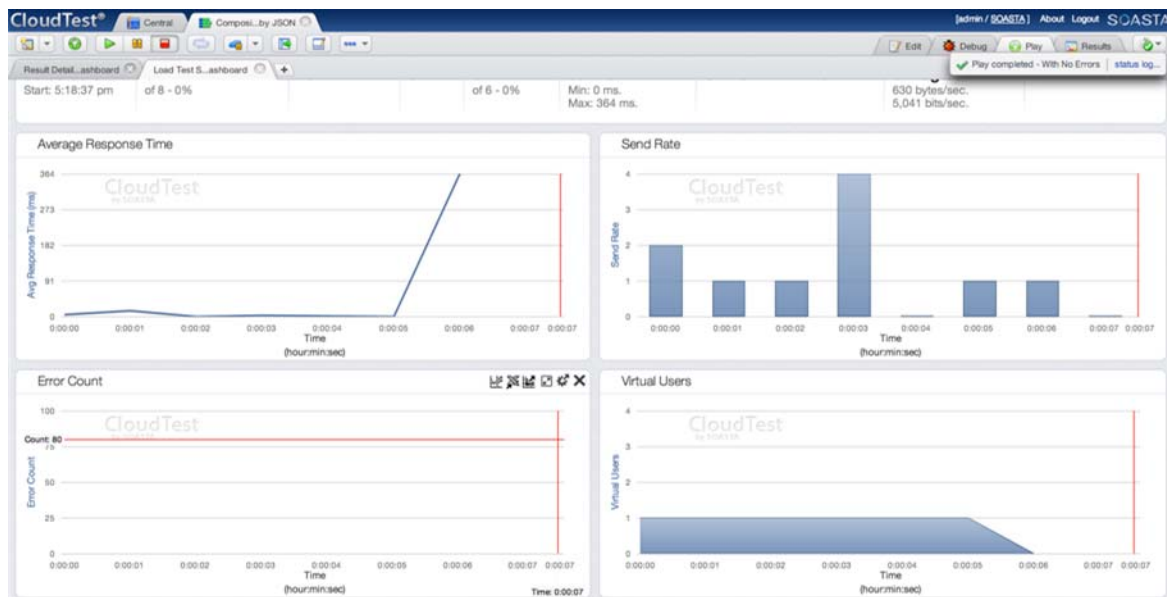 CloudTest®
Central
Composi...by JSON
[admin / SOASTA] About Logout SOASTA
Edit
Debug
Play
Results
Result Detail...ashboard
Load Test S...ashboard
Play completed - With No Errors
status log...
Start: 5:18:37 pm
of 8 - 0%
of 6 - 0%
Min: 0 ms.
Max: 364 ms.
630 bytes/sec.
5,041 bits/sec.
Average Response Time
CloudTest
by SOASTA
Avg Response Time (ms)
364
273
182
91
0
0:00:00 0:00:01 0:00:02 0:00:03 0:00:04 0:00:05 0:00:06 0:00:07 0:00:07
Time
(hour:min:sec)
Send Rate
CloudTest
by SOASTA
Send Rate
4
3
2
1
0
0:00:00 0:00:01 0:00:02 0:00:03 0:00:04 0:00:05 0:00:06 0:00:07 0:00:07
Time
(hour:min:sec)
Error Count
CloudTest
Error Count
100
Count: 80
75
50
25
0
0:00:00 0:00:01 0:00:02 0:00:03 0:00:04 0:00:05 0:00:06 0:00:07 0:00:07
Time
(hour:min:sec)
Time: 0:00:07
Virtual Users
CloudTest
by SOASTA
Virtual Users
4
3
2
1
0
0:00:00 0:00:01 0:00:02 0:00:03 0:00:04 0:00:05 0:00:06 0:00:07 0:00:07
Time
(hour:min:sec)